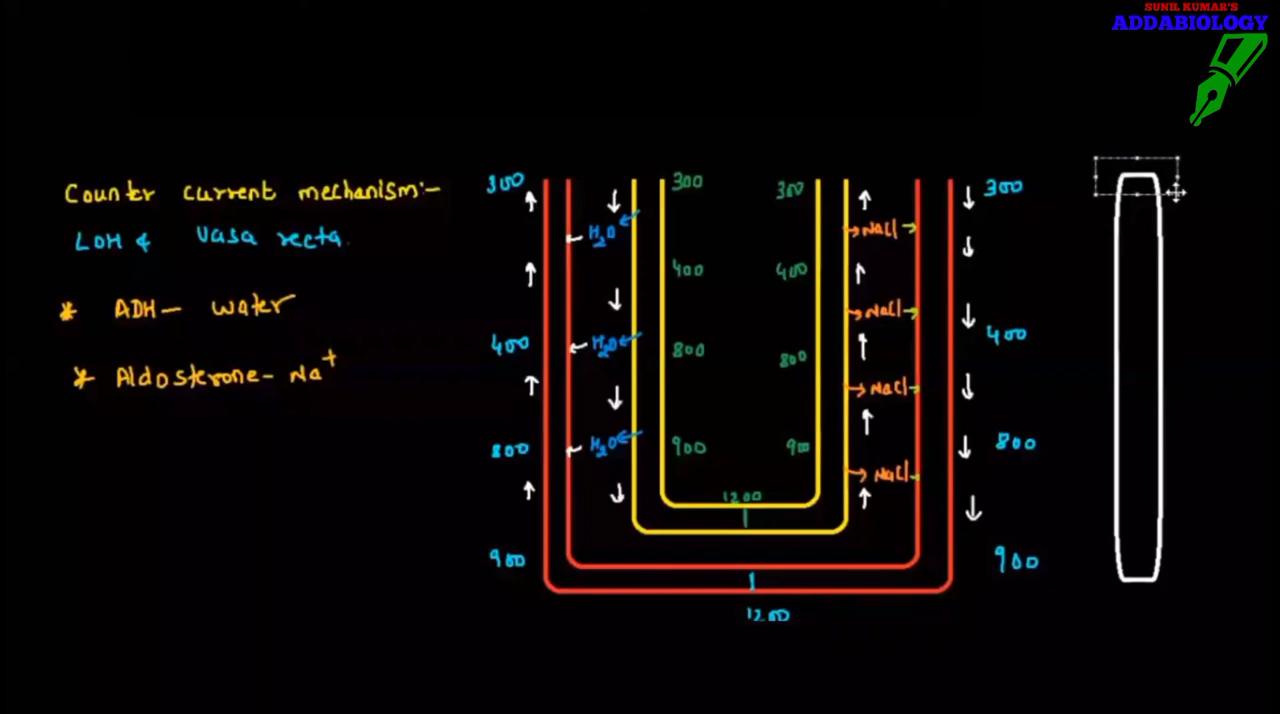 SUNIL KUMAR'S
ADDABIOLOGY
Counter current mechanism:-
LOH & Vasa recta
* ADH - water
* Aldosterone - Na+
300 300 300 300
H2O NaCl
400 400
NaCl
400 H2O 800 800 400
NaCl
800 H2O 900 900 800
NaCl
1200
900 900
1200